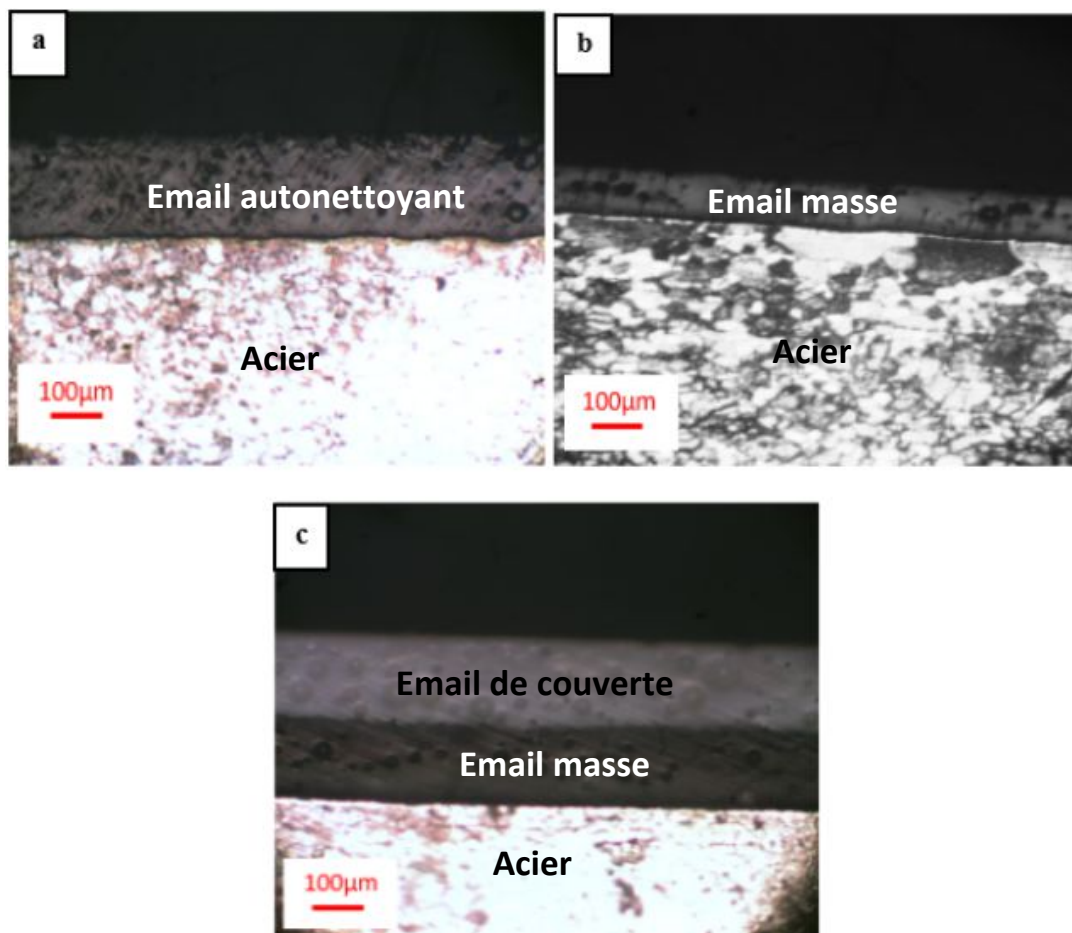 a
Email autonettoyant
Acier
100µm
b
Email masse
Acier
100µm
c
Email de couverte
Email masse
Acier
100µm